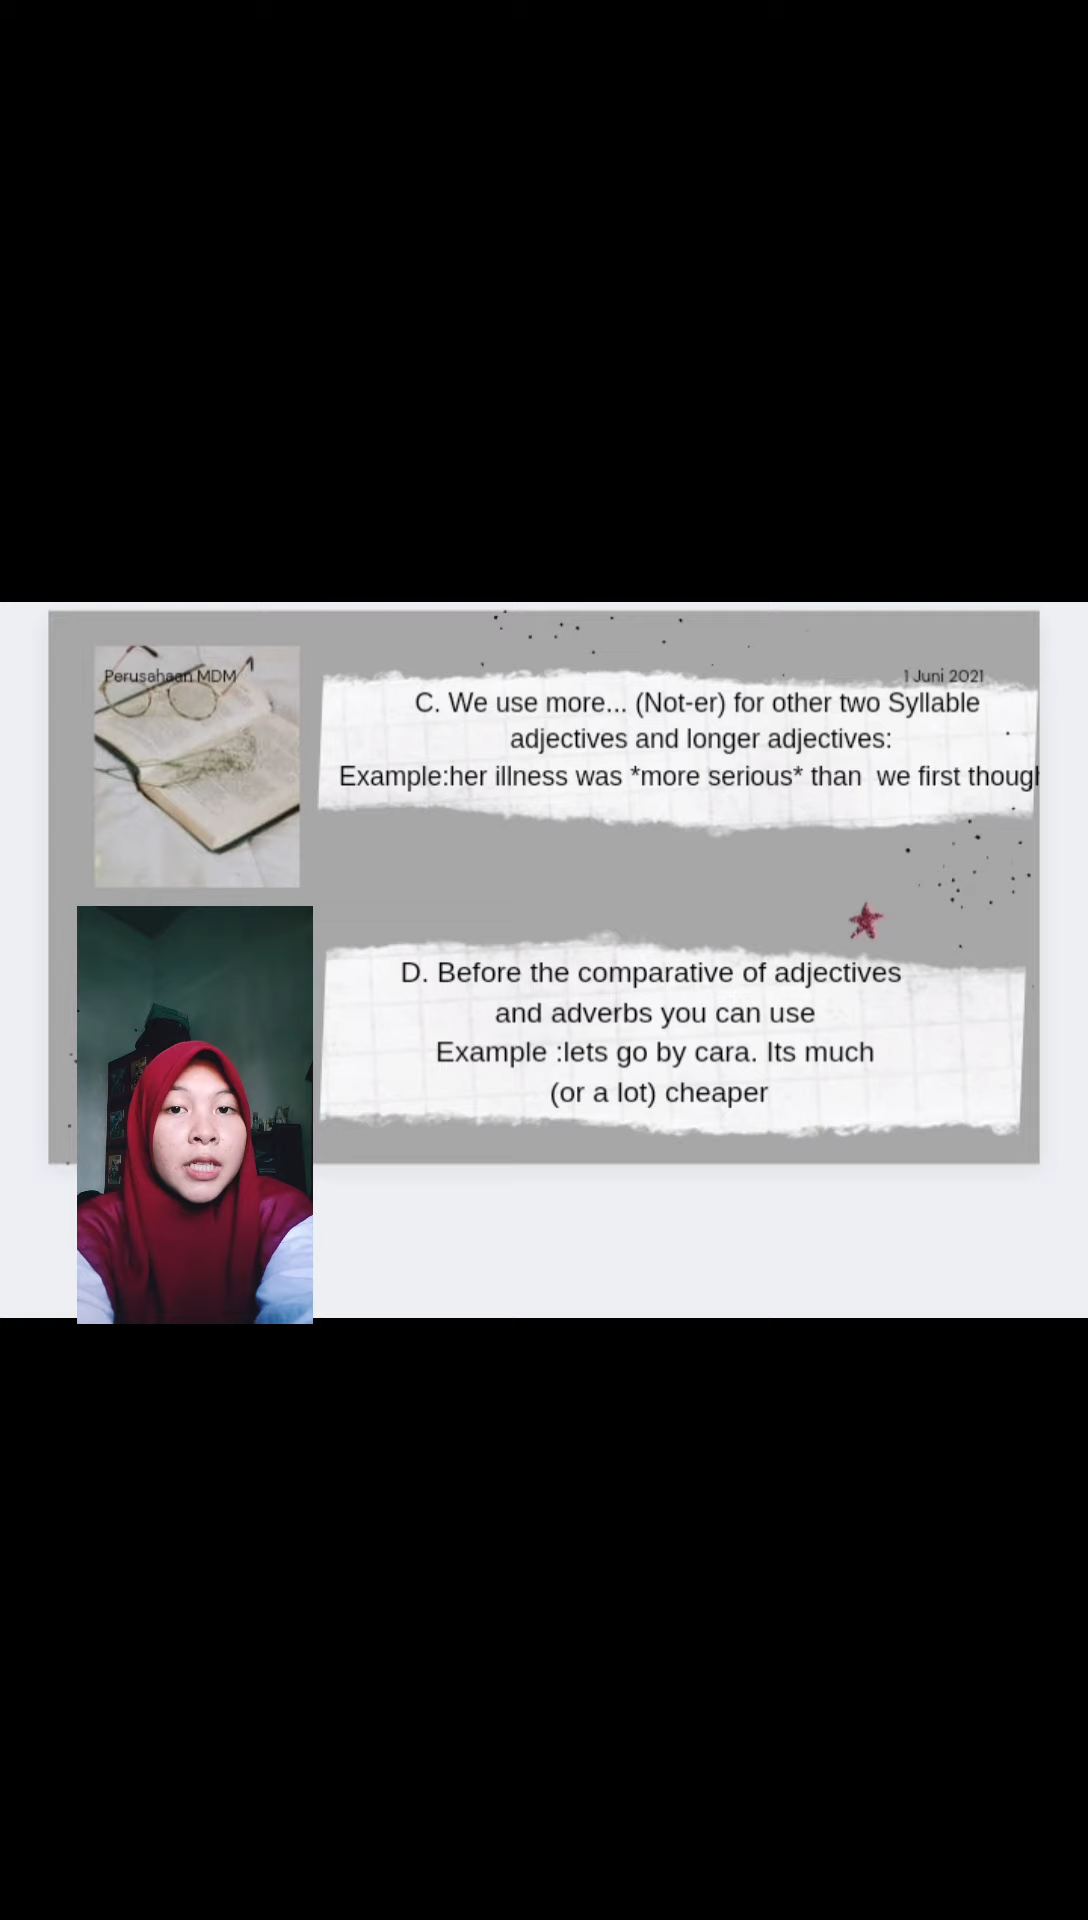 Perusahaan MDM
1 Juni 2021
C. We use more... (Not-er) for other two Syllable
adjectives and longer adjectives:
Example:her illness was *more serious* than we first though
D. Before the comparative of adjectives
and adverbs you can use
Example :lets go by cara. Its much
(or a lot) cheaper